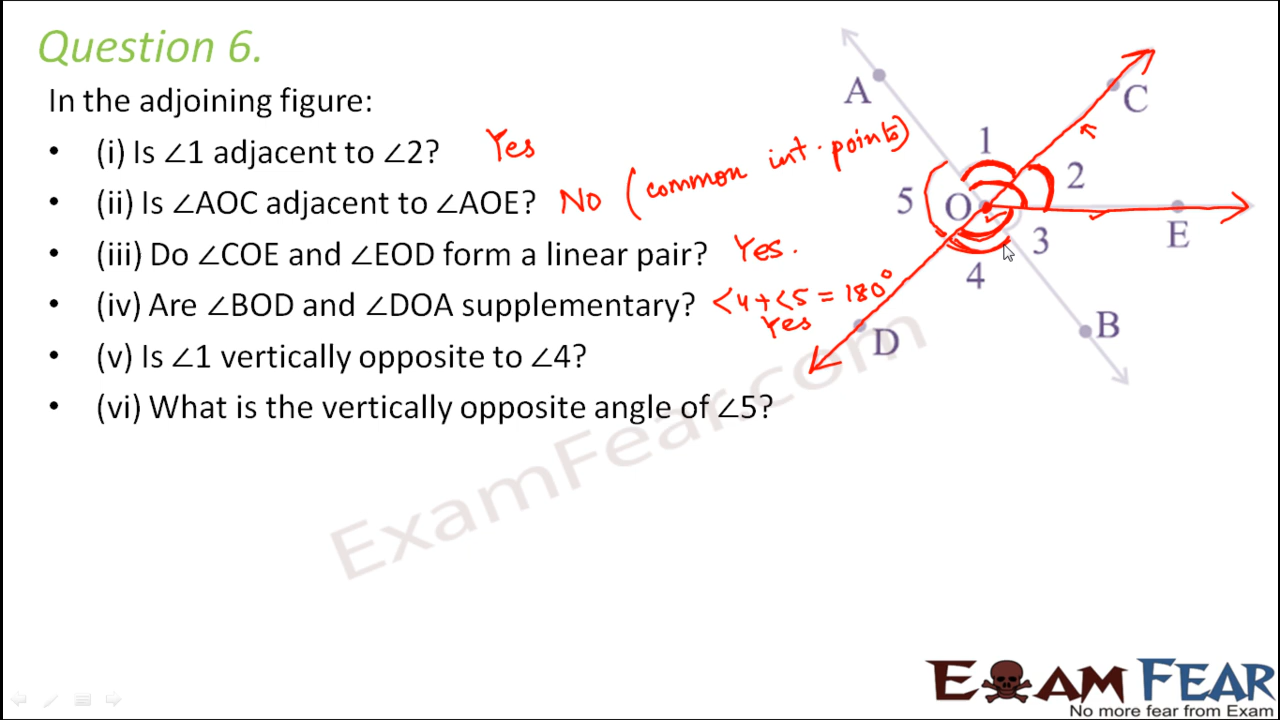 Question 6.
In the adjoining figure:
• (i) Is ∠1 adjacent to ∠2? Yes
• (ii) Is ∠AOC adjacent to ∠AOE? No (common int. points)
• (iii) Do ∠COE and ∠EOD form a linear pair? Yes.
• (iv) Are ∠BOD and ∠DOA supplementary? <4+<5 = 180°
Yes
• (v) Is ∠1 vertically opposite to ∠4?
• (vi) What is the vertically opposite angle of ∠5?
A
C
1
2
5
O
3
E
4
B
D
ExamFear.com
EXAM FEAR
No more fear from Exam